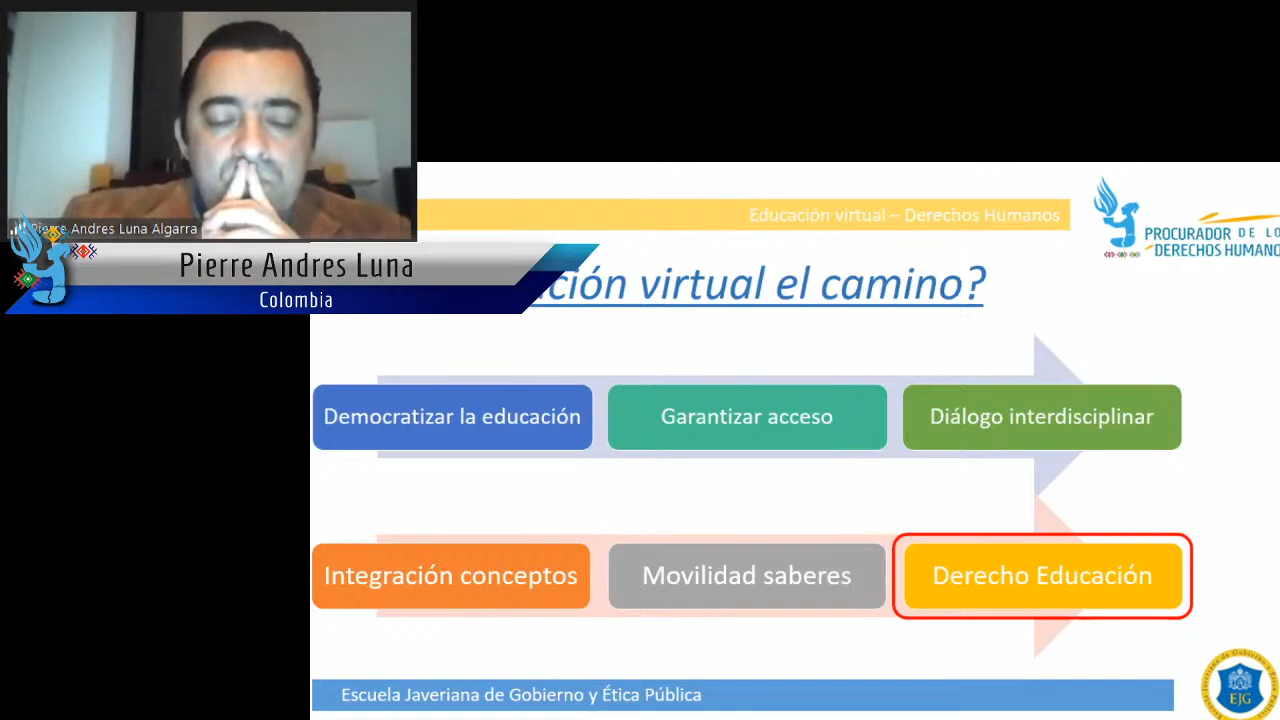 Pierre Andres Luna Algarra
Pierre Andres Luna
Colombia
Educación virtual – Derechos Humanos
PROCURADOR DE LO
DERECHOS HUMANO
ción virtual el camino?
Democratizar la educación
Garantizar acceso
Diálogo interdisciplinar
Integración conceptos
Movilidad saberes
Derecho Educación
Escuela Javeriana de Gobierno y Ética Pública
EJG